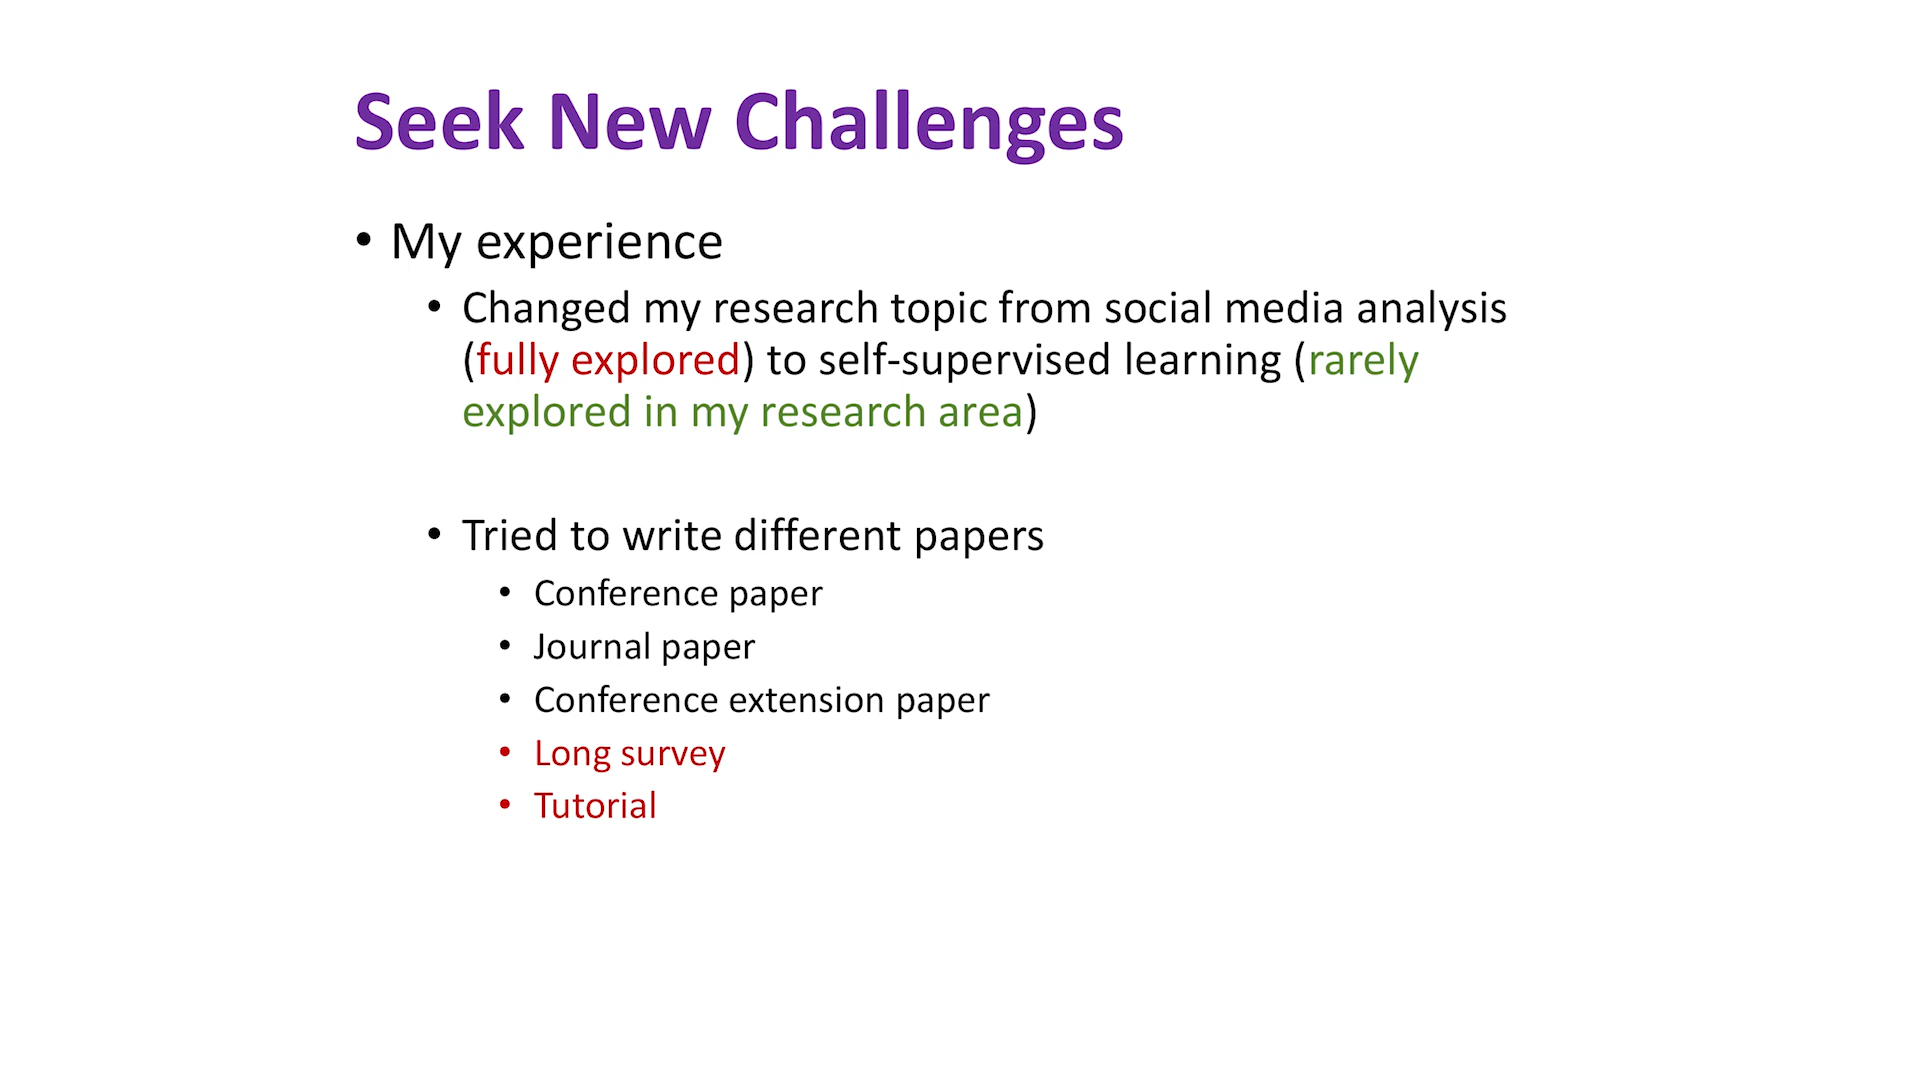 Seek New Challenges
• My experience
• Changed my research topic from social media analysis
(fully explored) to self-supervised learning (rarely
explored in my research area)
• Tried to write different papers
• Conference paper
• Journal paper
• Conference extension paper
• Long survey
• Tutorial